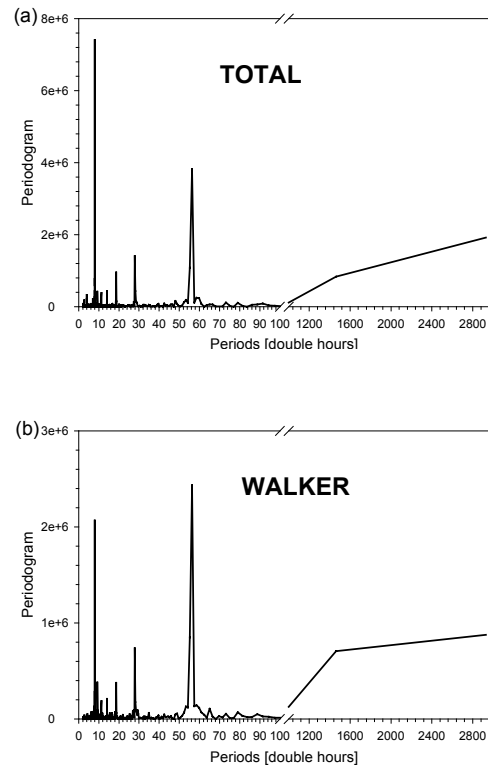 (a)
8e+6
TOTAL
6e+6
Periodogram
4e+6
2e+6
0
0 10 20 30 40 50 60 70 80 90 100 1200 1600 2000 2400 2800
Periods [double hours]
(b)
3e+6
WALKER
2e+6
Periodogram
1e+6
0
0 10 20 30 40 50 60 70 80 90 100 1200 1600 2000 2400 2800
Periods [double hours]